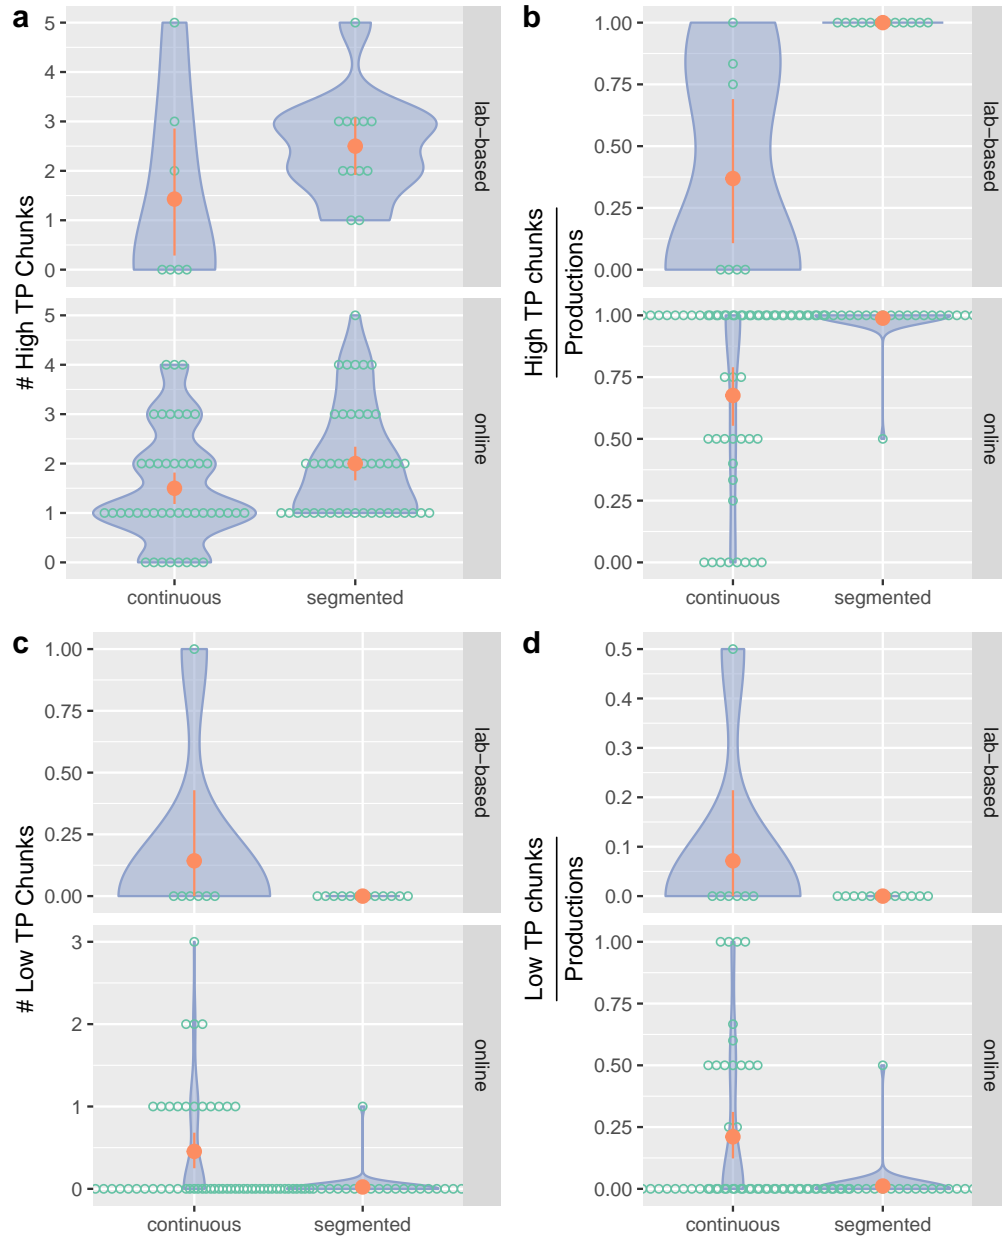 a
# High TP Chunks
5
4
3
2
1
0
lab-based
5
4
3
2
1
0
online
continuous segmented
b
High TP chunks
Productions
1.00
0.75
0.50
0.25
0.00
lab-based
1.00
0.75
0.50
0.25
0.00
online
continuous segmented
c
# Low TP Chunks
1.00
0.75
0.50
0.25
0.00
lab-based
3
2
1
0
online
continuous segmented
d
Low TP chunks
Productions
0.5
0.4
0.3
0.2
0.1
0.0
lab-based
1.00
0.75
0.50
0.25
0.00
online
continuous segmented